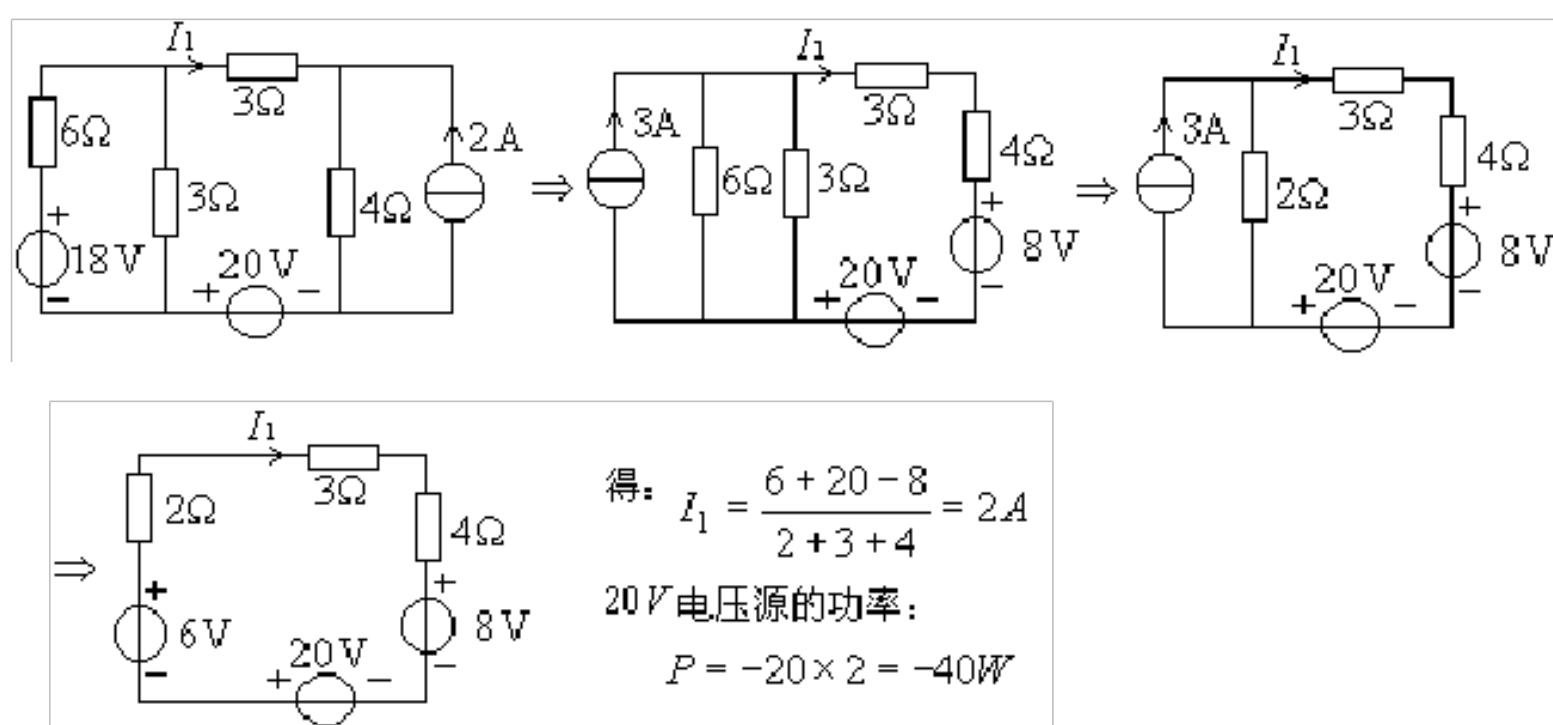 I₁ I₁ I₁
3Ω 3Ω 3Ω
6Ω 2A 3A 4Ω 3A 4Ω
3Ω 4Ω ⇒ 6Ω 3Ω ⇒ 2Ω
+ + +
18V 20V 8V 8V
- + - + 20V - - + 20V - -
I₁
3Ω
2Ω 4Ω
得: I₁ = (6 + 20 − 8)/(2 + 3 + 4) = 2A
⇒ + +
6V 8V
20V电压源的功率:
- + 20V - -
P = −20 × 2 = −40W